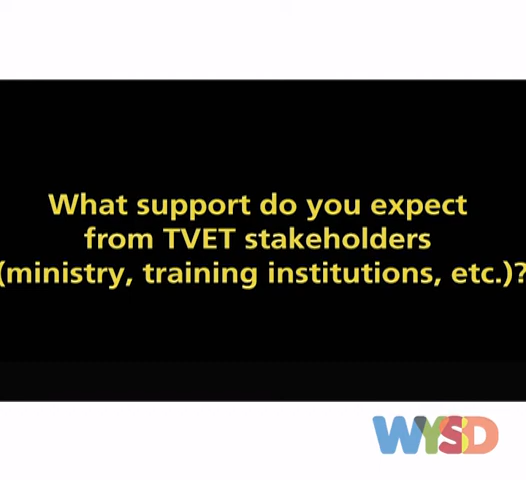 What support do you expect
from TVET stakeholders
(ministry, training institutions, etc.)?
WYSD